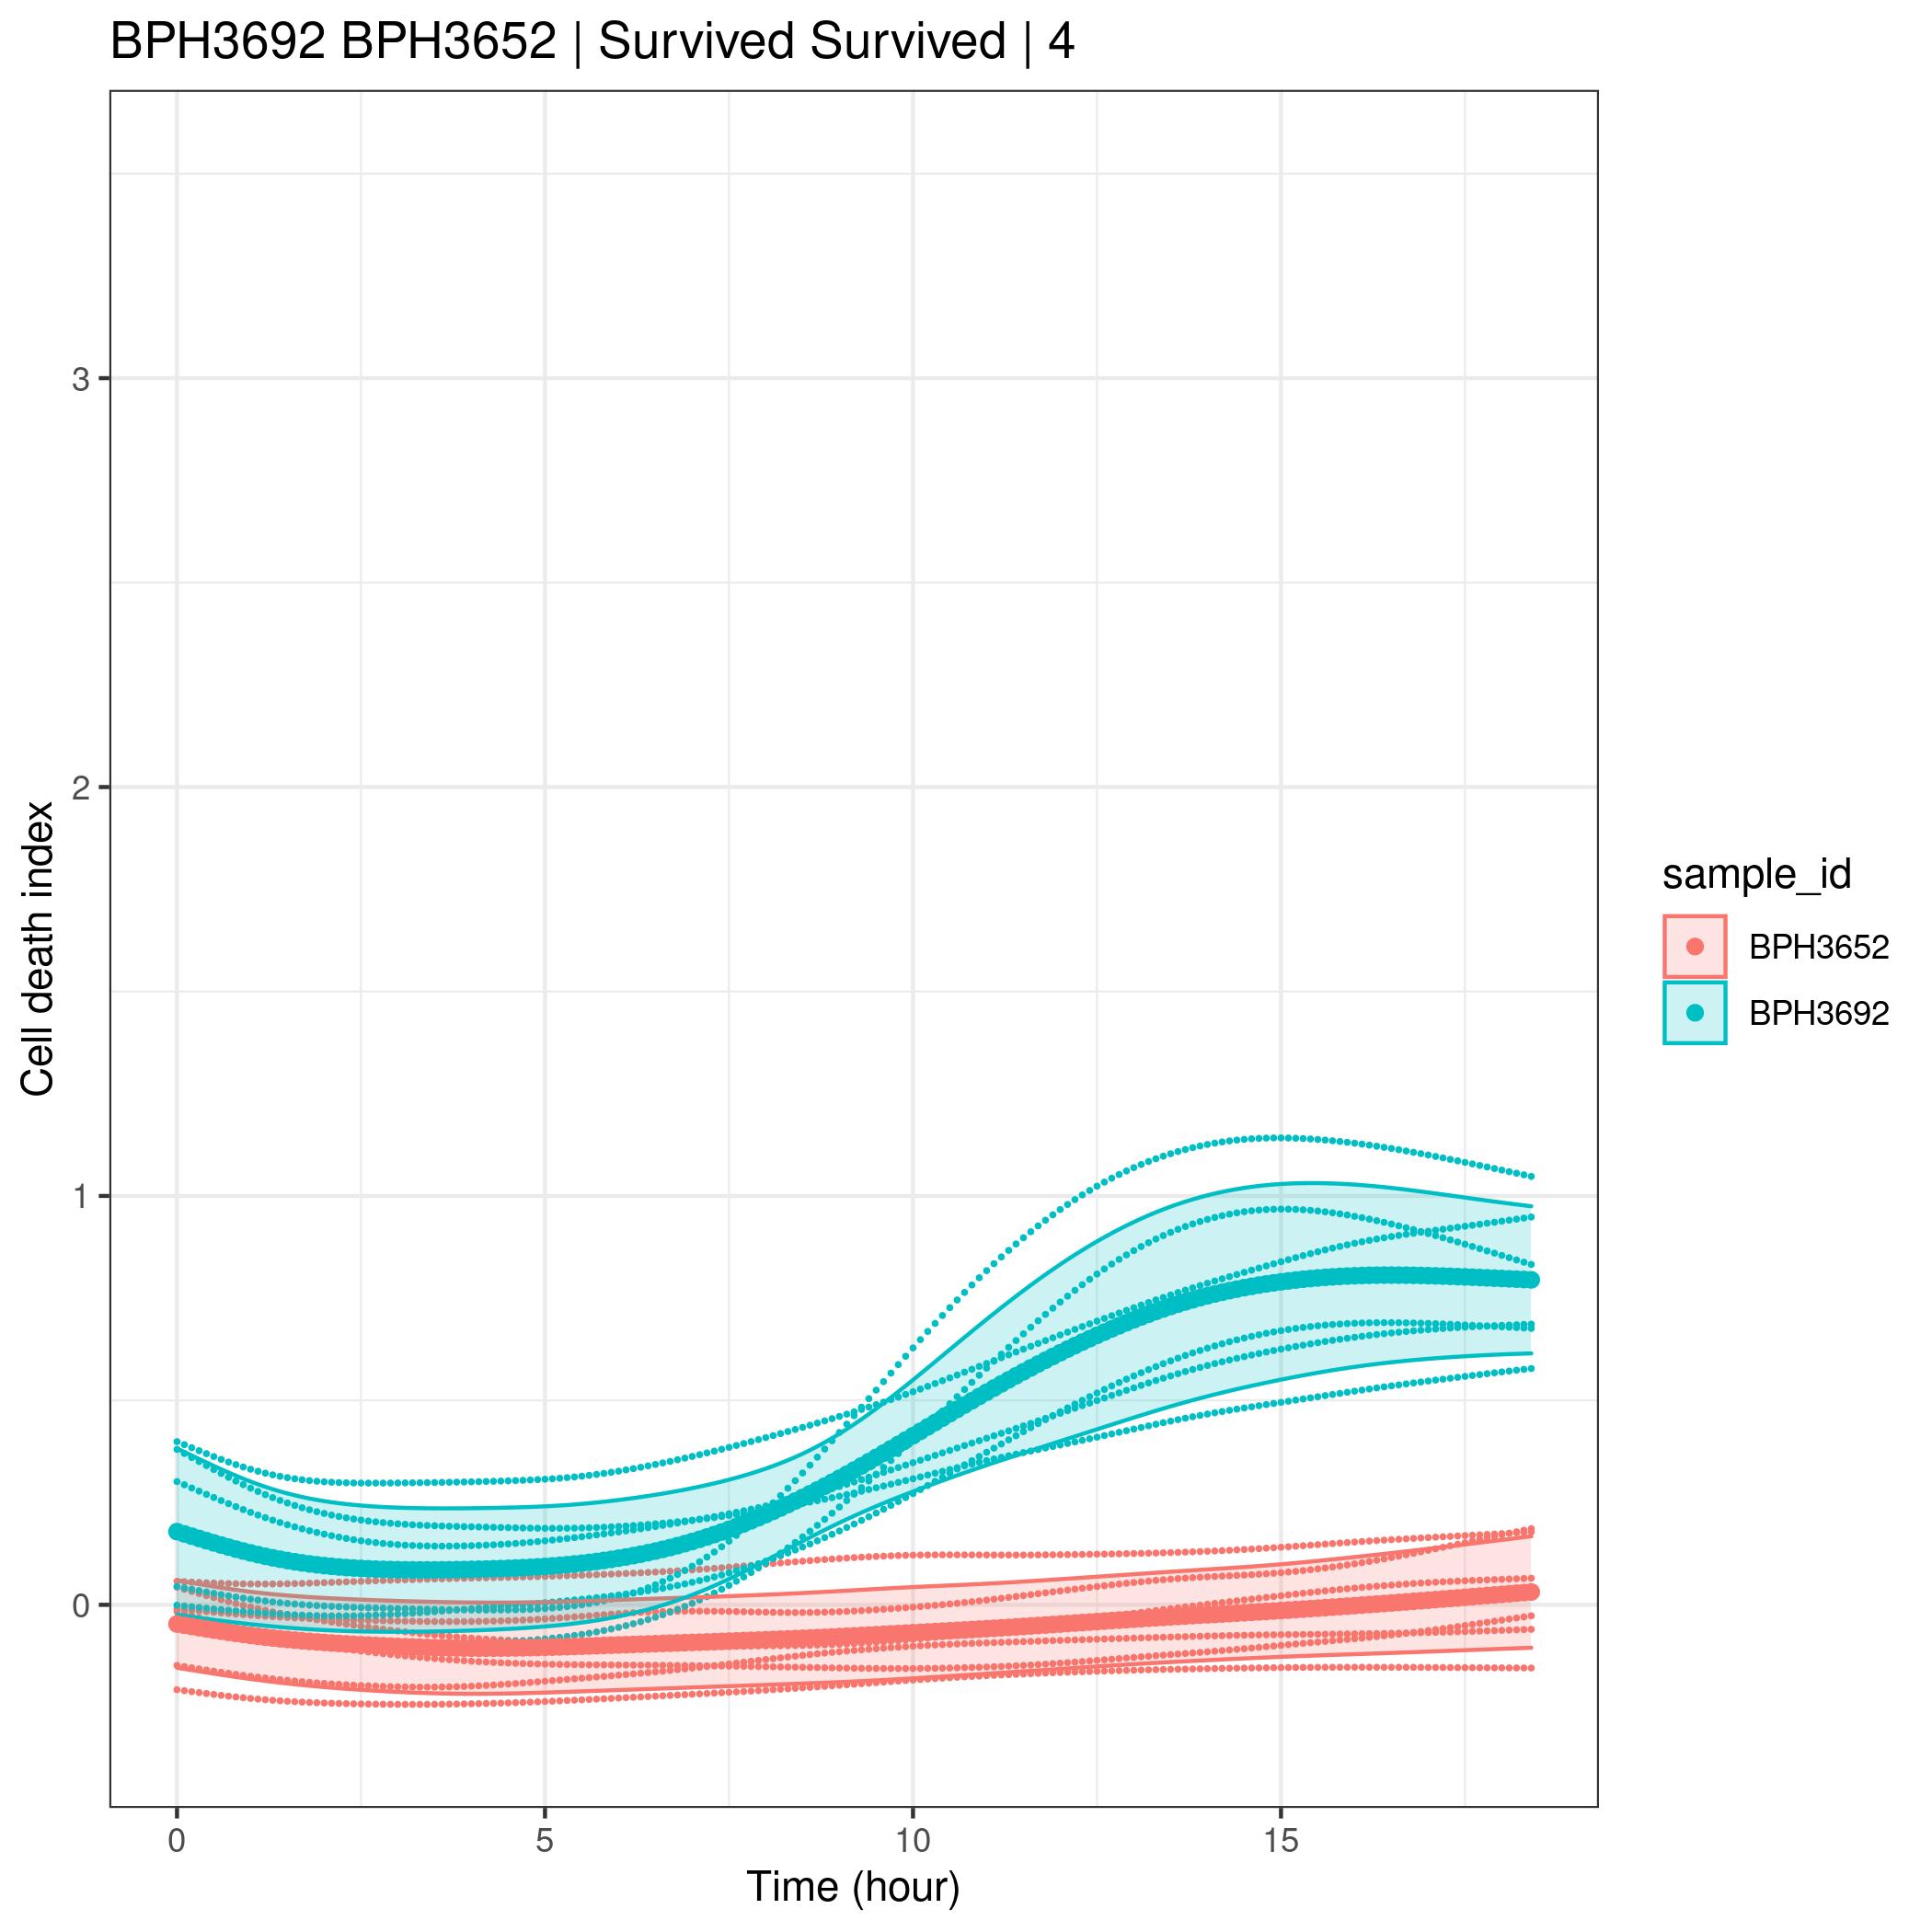 BPH3692 BPH3652 | Survived Survived | 4
3
2
1
0
Cell death index
0 5 10 15
Time (hour)
sample_id
BPH3652
BPH3692